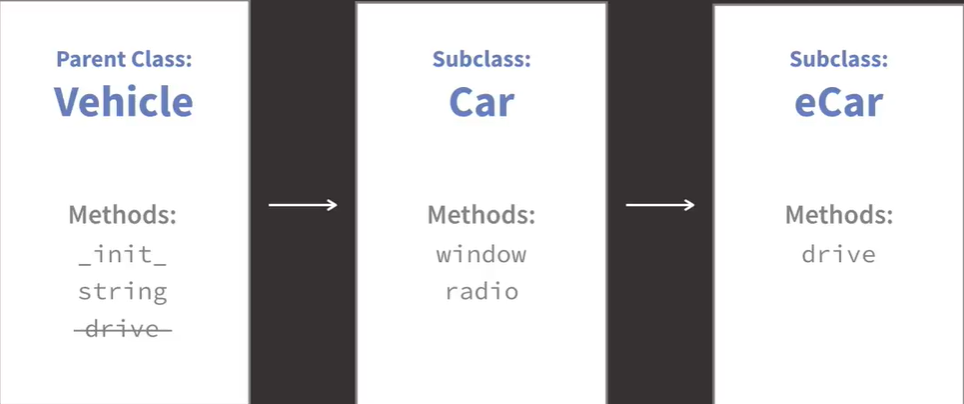 Parent Class:
Vehicle
Methods:
_init_
string
drive
Subclass:
Car
Methods:
window
radio
Subclass:
eCar
Methods:
drive